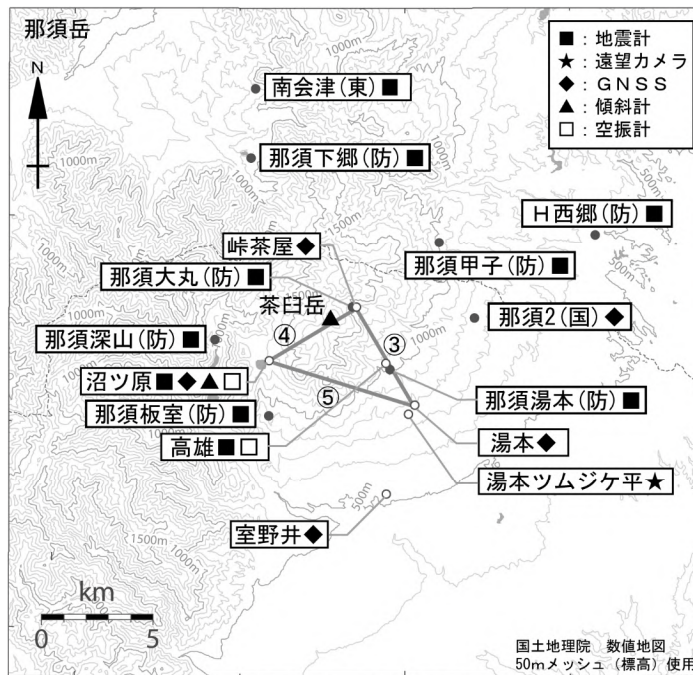 那須岳
N
■：地震計
★：遠望カメラ
◆：ＧＮＳＳ
▲：傾斜計
□：空振計
1000m
南会津(東)■
1000m
那須下郷(防)■
1000m
Ｈ西郷(防)■
1500m
峠茶屋◆
那須甲子(防)■
那須大丸(防)■
茶臼岳
1000m
那須2(国)◆
那須深山(防)■
④
③
沼ツ原■◆▲□
⑤
那須湯本(防)■
那須板室(防)■
高雄■□
湯本◆
湯本ツムジケ平★
500m
室野井◆
1500m
1000m
km
0 5
国土地理院 数値地図
50mメッシュ（標高）使用